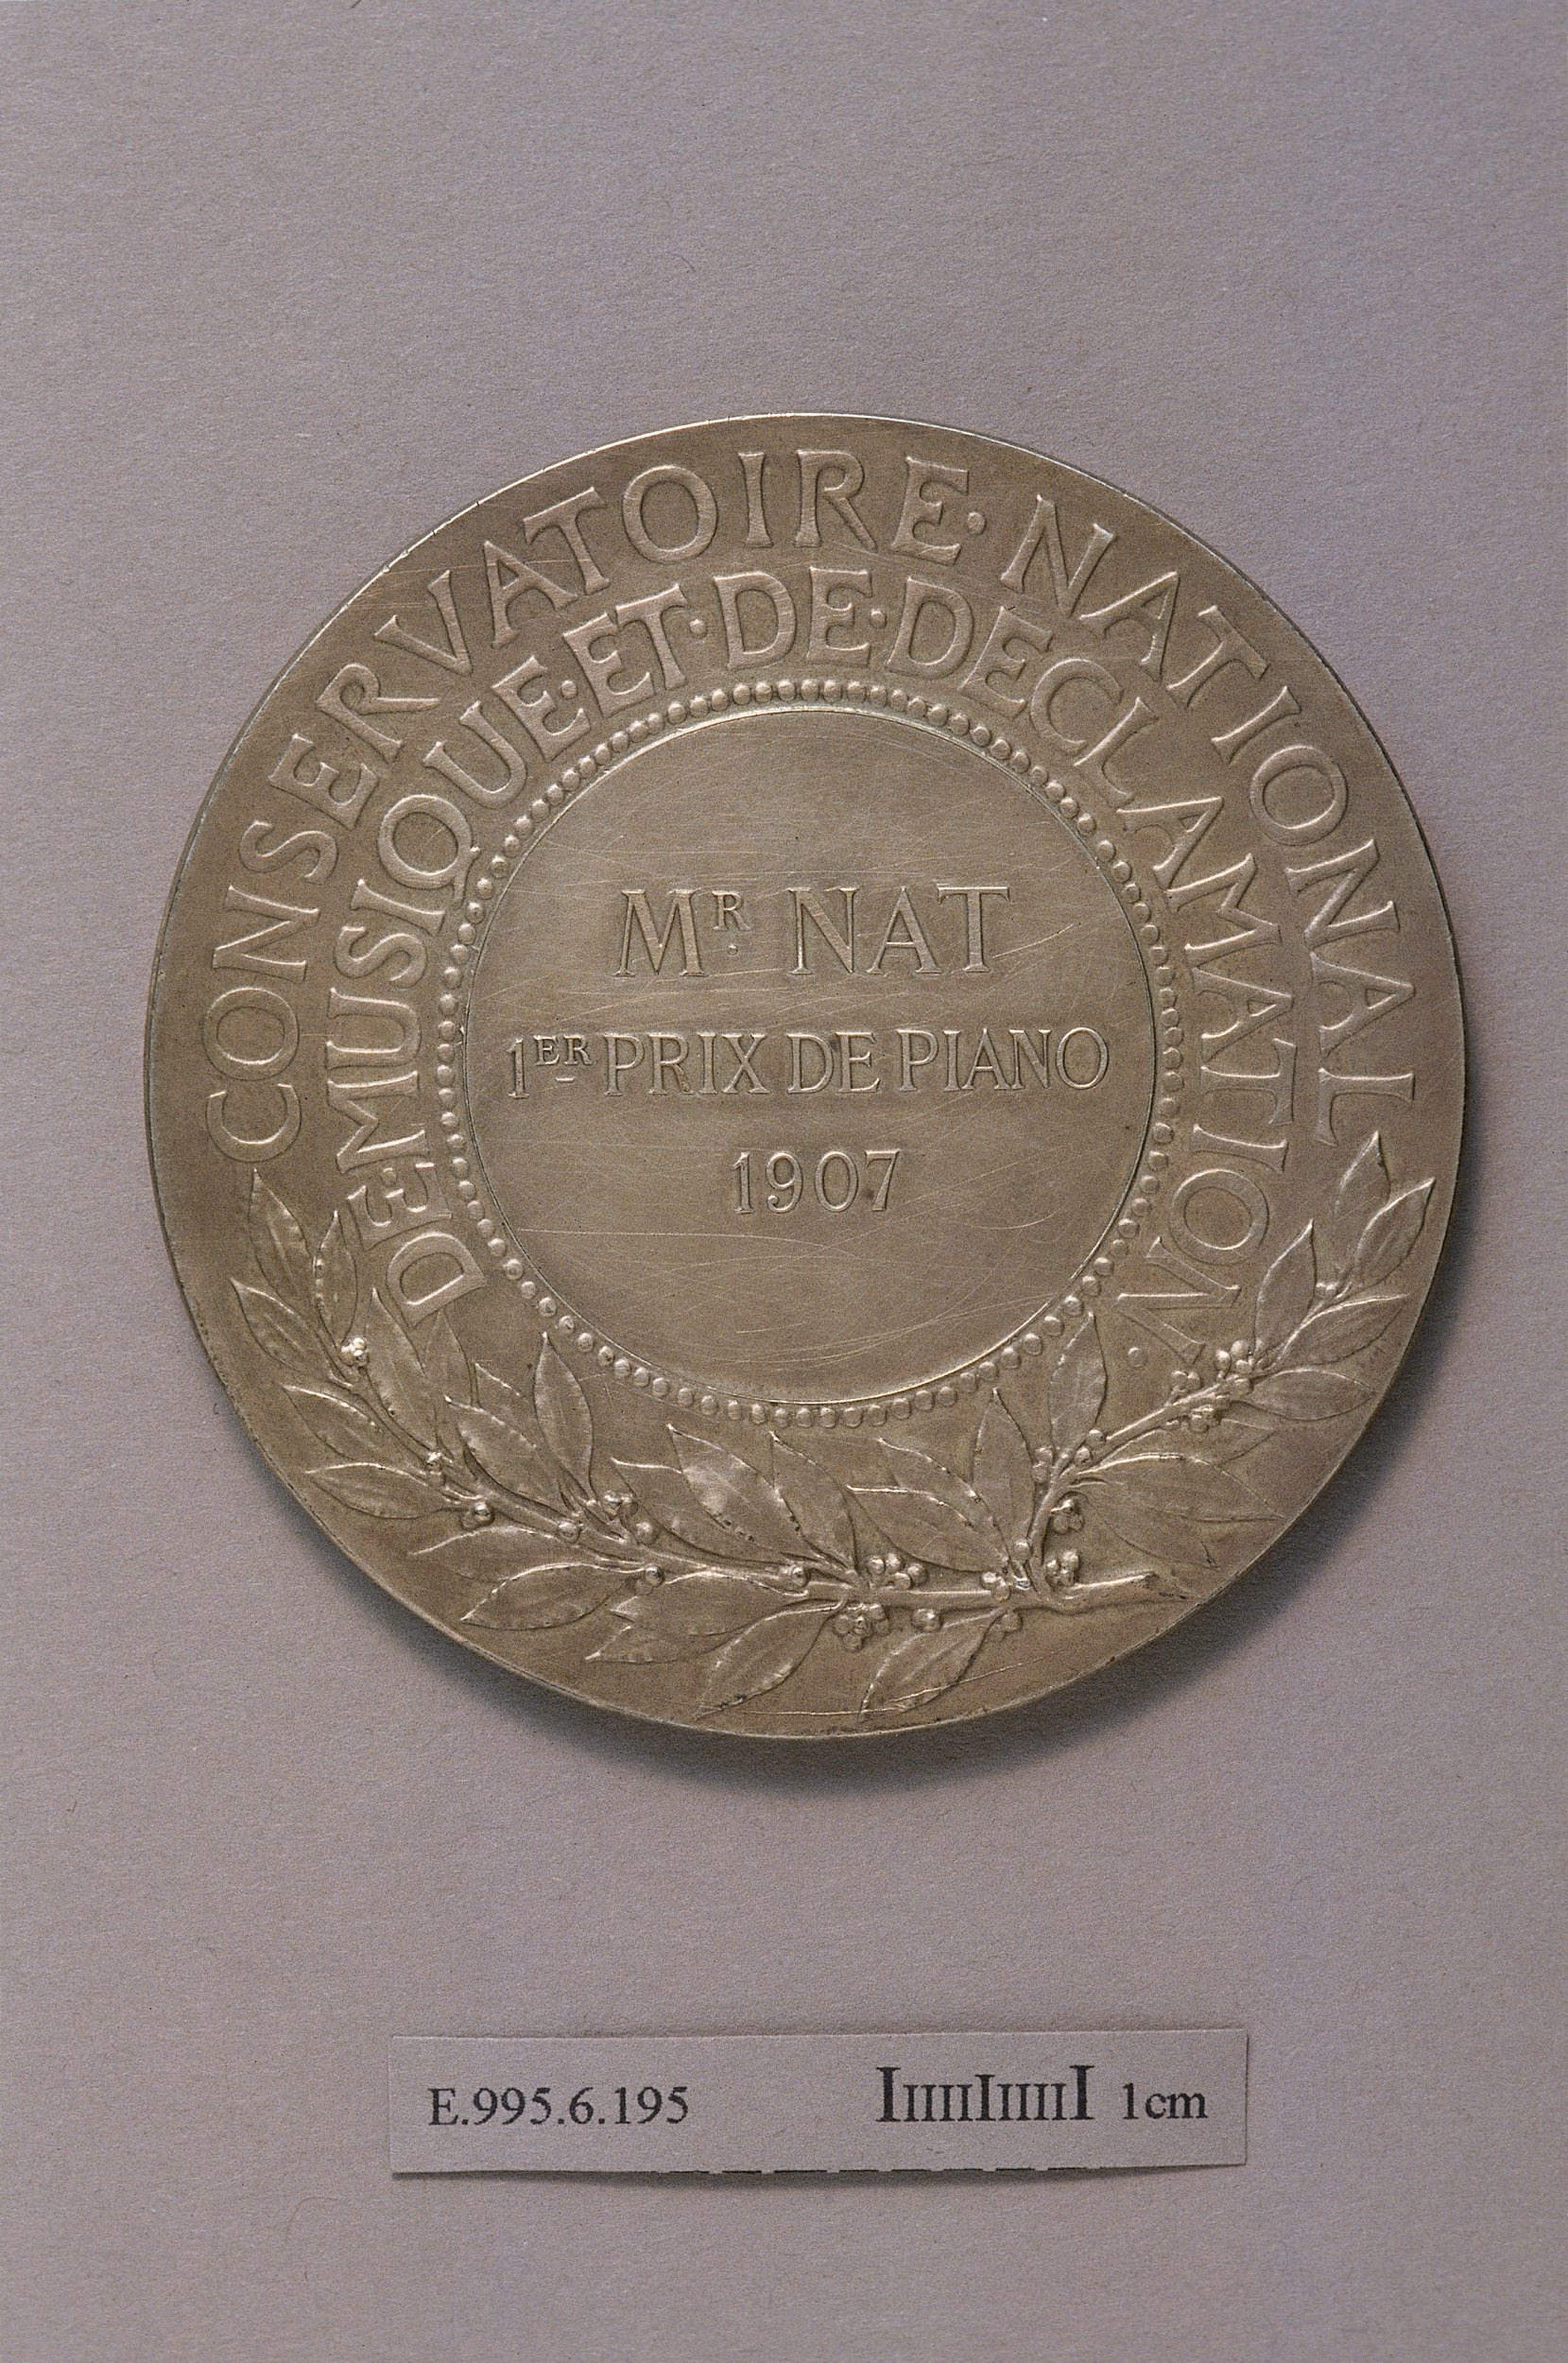 CONSERVATOIRE · NATIONAL
DE · MUSIQUE · ET · DE · DECLAMATION ·
MR. NAT
1ER PRIX DE PIANO
1907
E.995.6.195 1cm